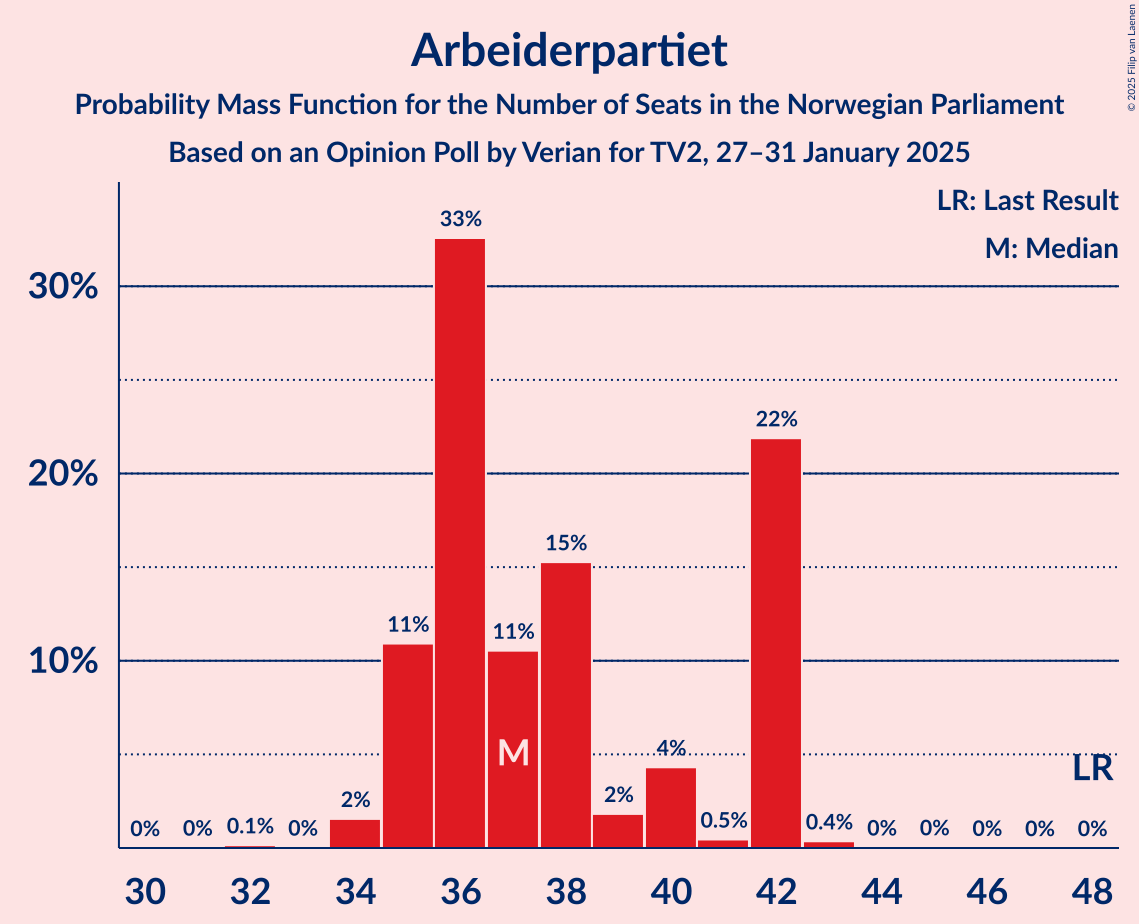 Arbeiderpartiet
Probability Mass Function for the Number of Seats in the Norwegian Parliament
Based on an Opinion Poll by Verian for TV2, 27–31 January 2025
© 2025 Filip van Laenen
LR: Last Result
M: Median
30%
20%
10%
0%
0%
0.1%
0%
2%
11%
33%
11%
15%
2%
4%
0.5%
22%
0.4%
0%
0%
0%
0%
0%
M
LR
30 32 34 36 38 40 42 44 46 48